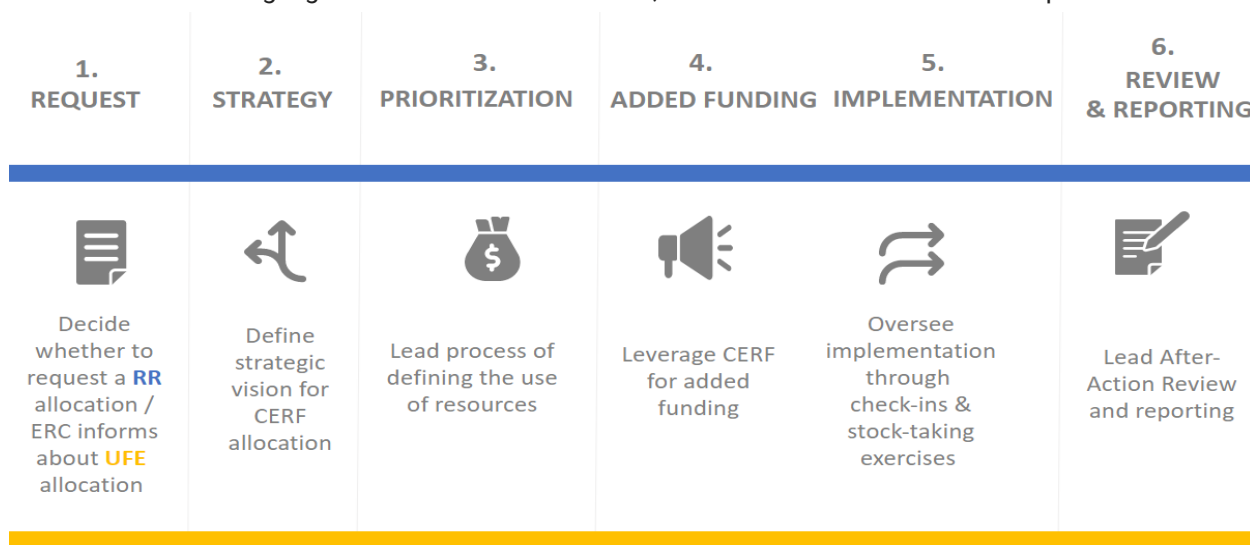 1.
REQUEST
2.
STRATEGY
3.
PRIORITIZATION
4.
ADDED FUNDING
5.
IMPLEMENTATION
6.
REVIEW
& REPORTING
$
Decide
whether to
request a RR
allocation /
ERC informs
about UFE
allocation
Define
strategic
vision for
CERF
allocation
Lead process of
defining the use
of resources
Leverage CERF
for added
funding
Oversee
implementation
through
check-ins &
stock-taking
exercises
Lead After-
Action Review
and reporting